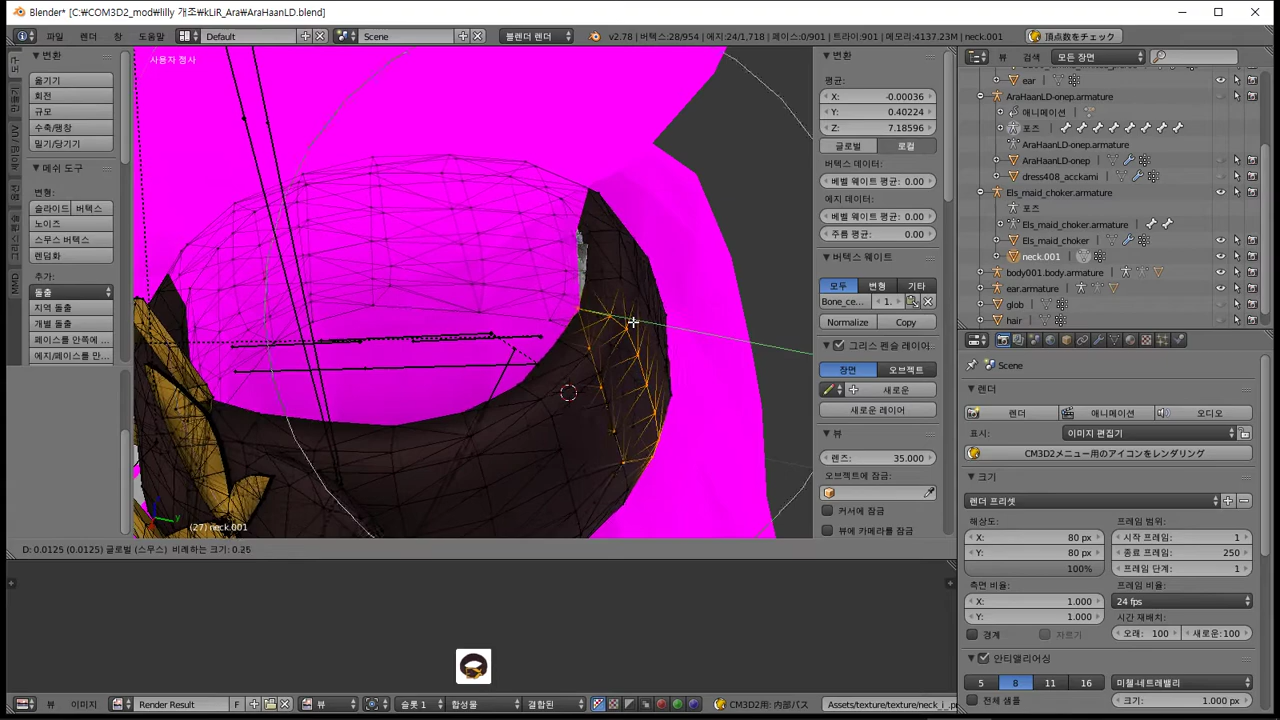 Blender* [C:\COM3D2_mod\lilly 개조\kLiR_Ara\AraHaanLD.blend]
파일 렌더 창 도움말
Default
Scene
블렌더 렌더
v2.78 | 버텍스:28/954 | 에지:24/1,718 | 페이스:0/901 | 삼각면:901 | 메모리:4137.23M | neck.001
頂点数をチェック
변환
옮기기
회전
규모
수축/팽창
밀기/당기기
메쉬 도구
변형:
슬라이드 버텍스
노이즈
스무스 버텍스
렌덤화
추가:
돌출
지역 돌출
개별 돌출
페이스를 안쪽에...
에지/페이스를 만...
MMD
사용자 정사
(27) neck.001
D: 0.0125 (0.0125) 글로벌 (스무스) 비례하는 크기: 0.25
변환
평균:
X: -0.00036
Y: 0.40224
Z: 7.18596
글로벌 로컬
버텍스 데이터:
베벨 웨이트 평균: 0.00
에지 데이터:
베벨 웨이트 평균: 0.00
주름 평균: 0.00
버텍스 웨이트
모두 변형 기타
Bone_ce... 1.
Normalize Copy
그리스 펜슬 레이어
장면 오브젝트
새로운
새로운 레이어
뷰
렌즈: 35.000
오브젝트에 잠금:
커서에 잠금
뷰에 카메라를 잠금
뷰 검색 모든 장면
ear
AraHaanLD-onep.armature
애니메이션
포즈
AraHaanLD-onep.armature
AraHaanLD-onep
dress408_acckami
Els_maid_choker.armature
포즈
Els_maid_choker.armature
Els_maid_choker
neck.001
body001.body.armature
ear.armature
glob
hair
Scene
렌더
렌더 애니메이션 오디오
표시: 이미지 편집기
CM3D2メニュー用のアイコンをレンダリング
크기
렌더 프리셋
해상도: 프레임 범위:
X: 80 px 시작 프레임: 1
Y: 80 px 종료 프레임: 250
100% 프레임 단계: 1
측면 비율: 프레임 비율:
X: 1.000 24 fps
Y: 1.000 시간 재배치:
경계 자르기 오래: 100 새로운:100
안티앨리어싱
5 8 11 16 미첼-네트레밸리
전체 샘플 크기: 1.000 px
뷰 이미지 Render Result F 뷰 슬롯 1 합성물 결합된 CM3D2用: 内部パス Assets/texture/texture/neck_i_pr